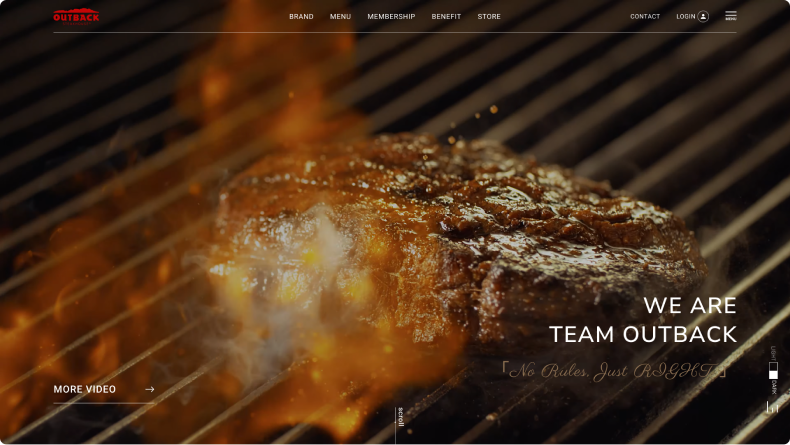 OUTBACK
BRAND MENU MEMBERSHIP BENEFIT STORE
CONTACT LOGIN MENU
WE ARE
TEAM OUTBACK
「No Rules, Just RIGHT」
LIGHT
DARK
MORE VIDEO →
scroll